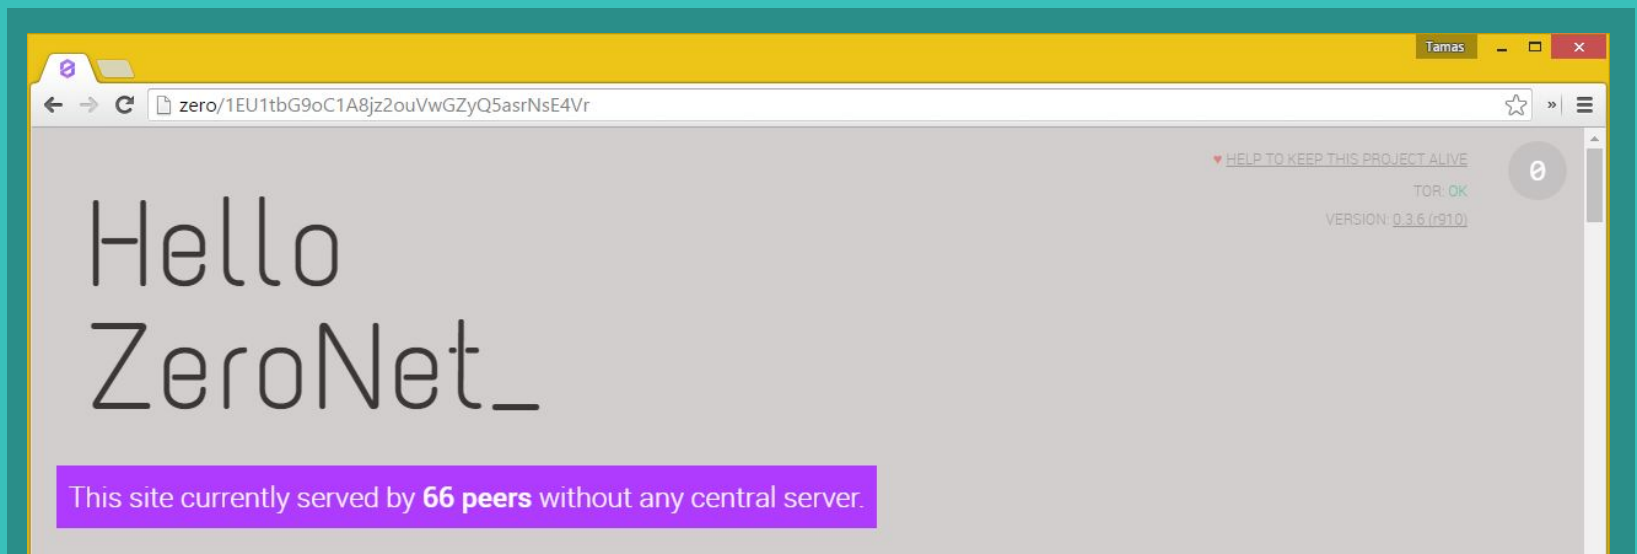 Tamas
zero/1EU1tbG9oC1A8jz2ouVwGZyQ5asrNsE4Vr
♥ HELP TO KEEP THIS PROJECT ALIVE
0
TOR: OK
VERSION: 0.3.6 (r910)
Hello
ZeroNet_
This site currently served by 66 peers without any central server.